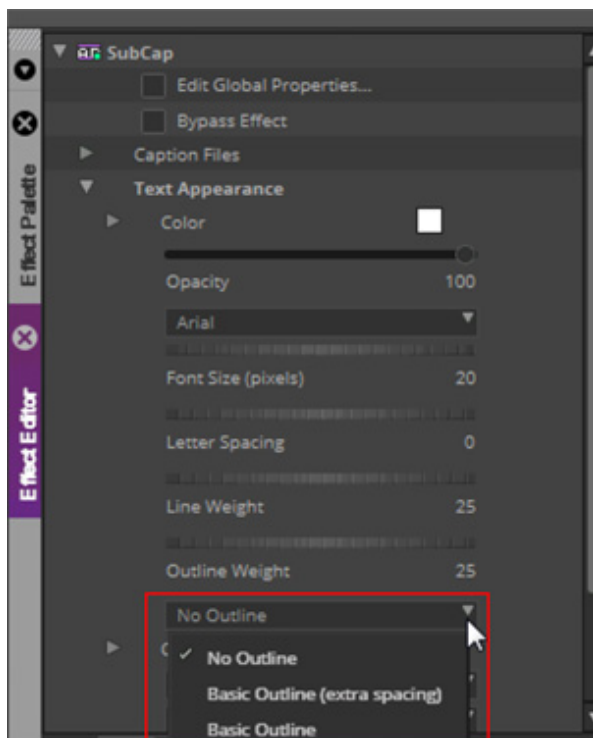 SubCap
Edit Global Properties...
Bypass Effect
Caption Files
Text Appearance
Color
Opacity 100
Arial
Font Size (pixels) 20
Letter Spacing 0
Line Weight 25
Outline Weight 25
No Outline
No Outline
Basic Outline (extra spacing)
Basic Outline
Effect Palette
Effect Editor